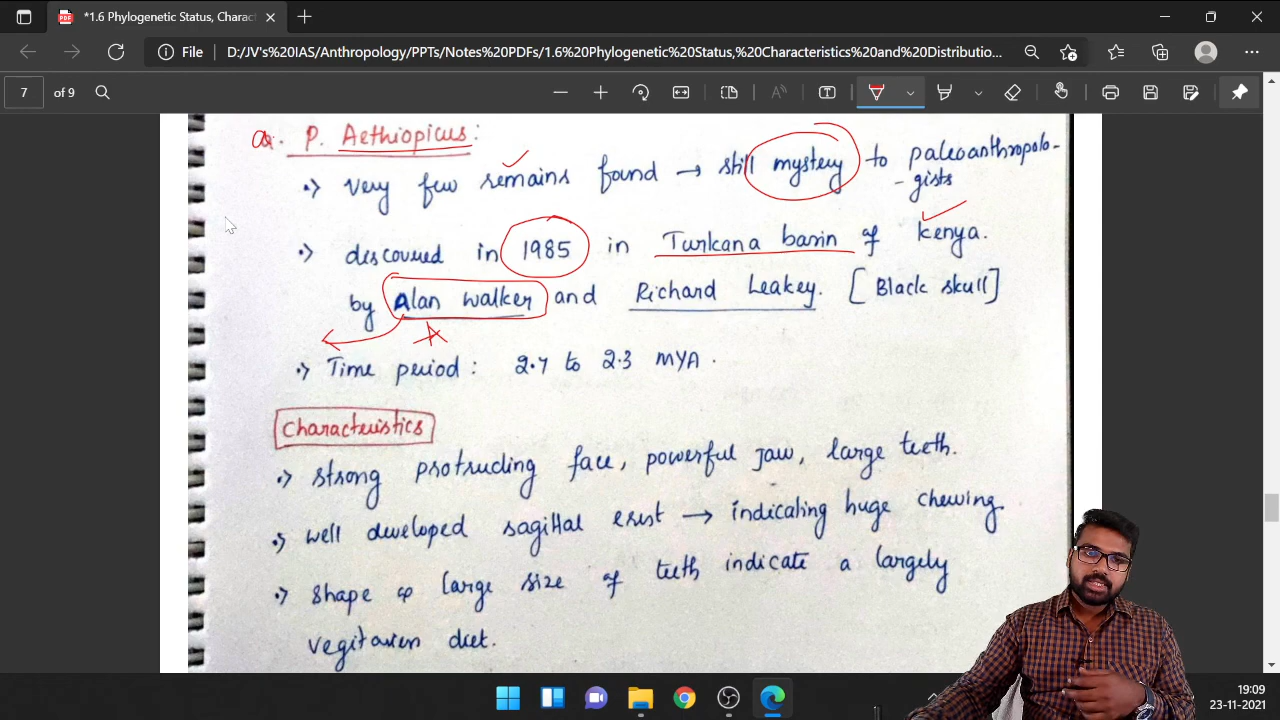 *1.6 Phylogenetic Status, Charac
File D:/JV's%20IAS/Anthropology/PPTs/Notes%20PDFs/1.6%20Phylogenetic%20Status,%20Characteristics%20and%20Distributio...
7 of 9
a. P. Aethiopicus:
very few remains found → still mystery to paleoanthropolo-
-gists
discovered in 1985 in Turkana basin of Kenya.
by Alan walker and Richard Leakey. [Black skull]
Time period: 2.7 to 2.3 MYA.
Characteristics
strong protruding face, powerful Jaw, large teeth.
well developed sagittal crest → indicating huge chewing
shape & large size of teeth indicate a largely
diet.
19:09
23-11-2021